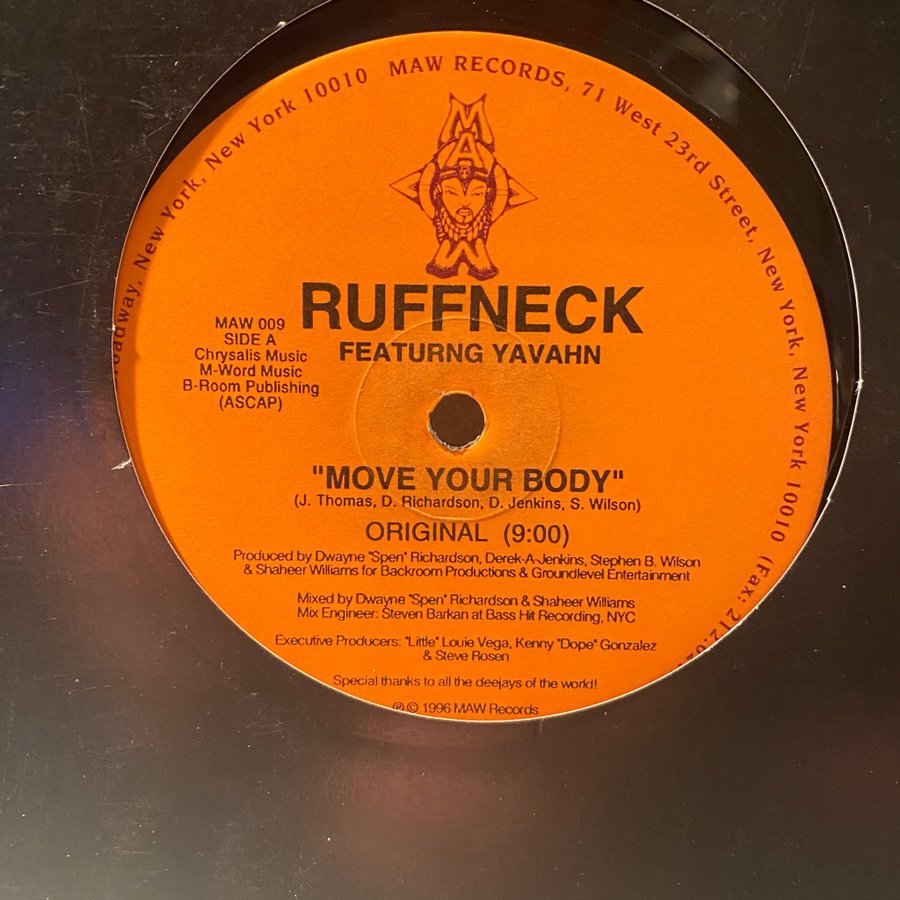 roadway, New York, New York 10010 MAW RECORDS, 71 West 23rd Street, New York, New York 10010 (Fax: 212.
MAW
RUFFNECK
FEATURNG YAVAHN
MAW 009
SIDE A
Chrysalis Music
M-Word Music
B-Room Publishing
(ASCAP)
"MOVE YOUR BODY"
(J. Thomas, D. Richardson, D. Jenkins, S. Wilson)
ORIGINAL (9:00)
Produced by Dwayne "Spen" Richardson, Derek-A-Jenkins, Stephen B. Wilson
& Shaheer Williams for Backroom Productions & Groundlevel Entertainment
Mixed by Dwayne "Spen" Richardson & Shaheer Williams
Mix Engineer: Steven Barkan at Bass Hit Recording, NYC
Executive Producers: "Little" Louie Vega, Kenny "Dope" Gonzalez
& Steve Rosen
Special thanks to all the deejays of the world!
℗ © 1996 MAW Records